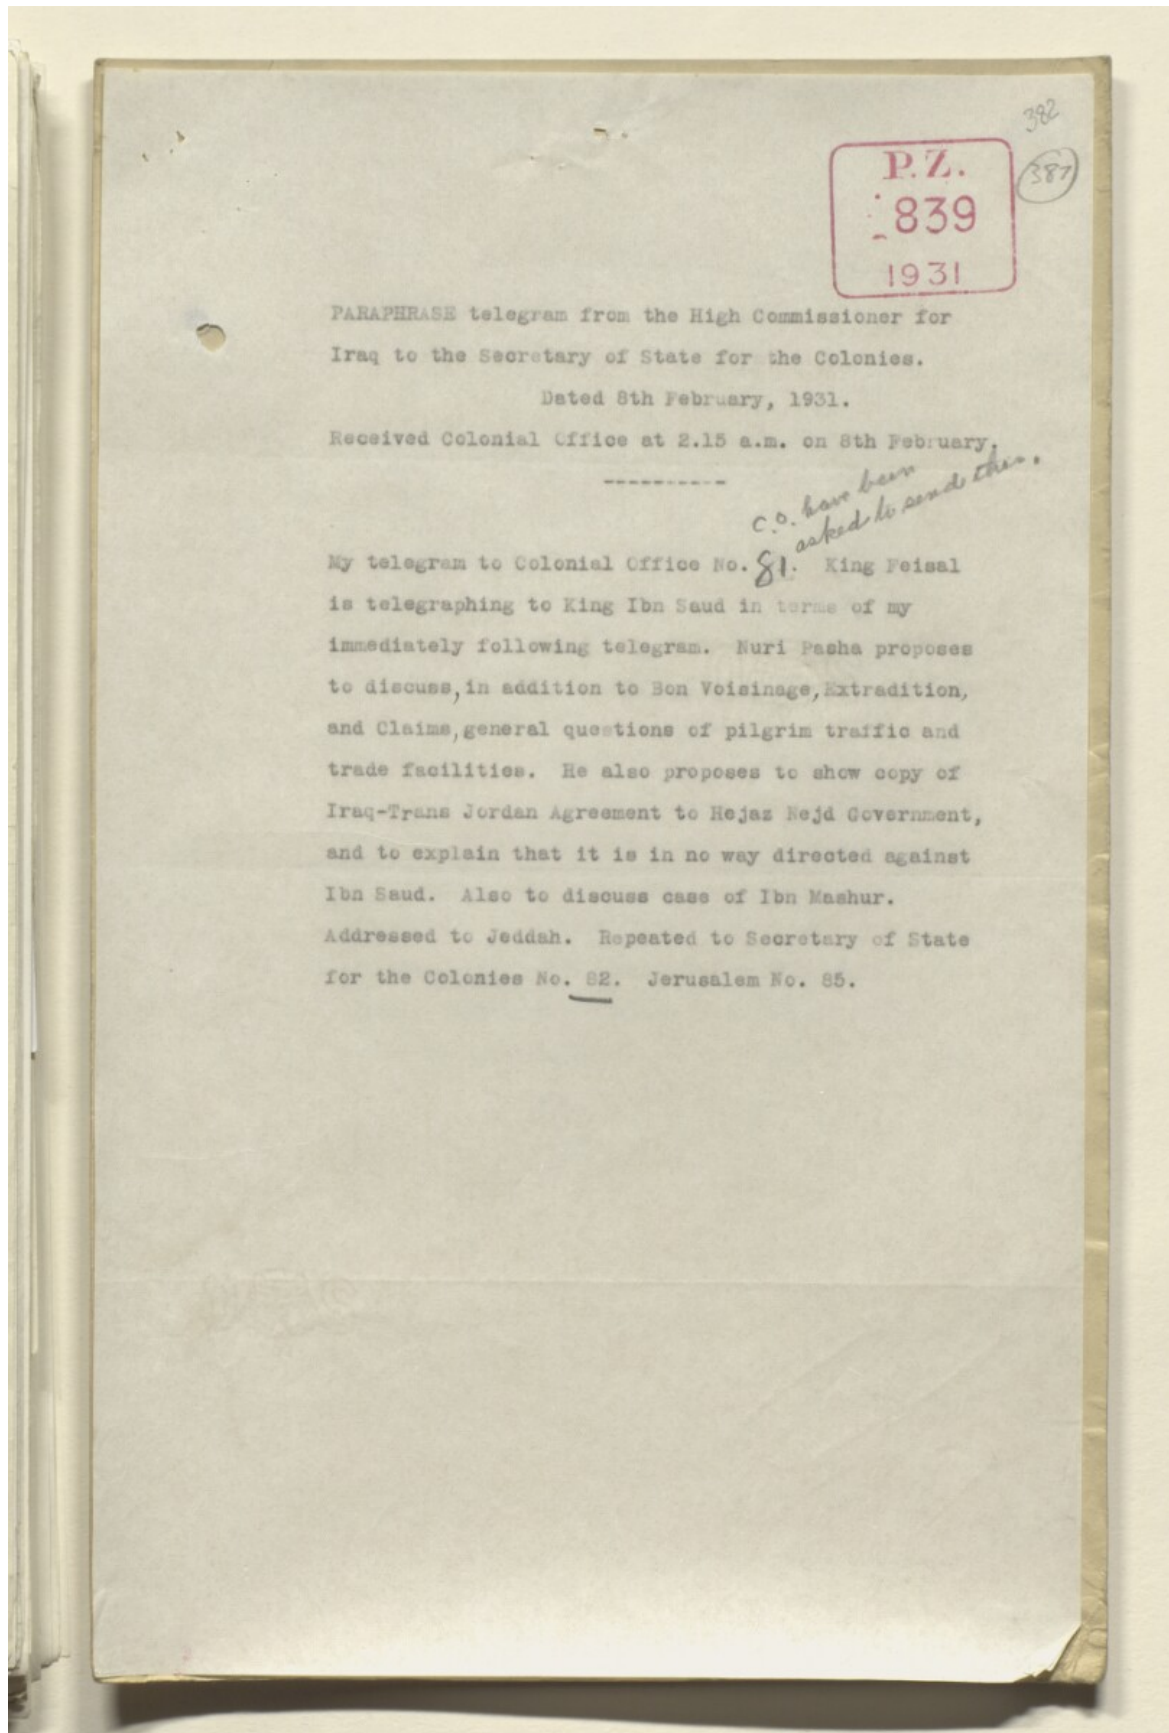 382
387
P.Z.
839
1931
PARAPHRASE telegram from the High Commissioner for
Iraq to the Secretary of State for the Colonies.
Dated 8th February, 1931.
Received Colonial Office at 2.15 a.m. on 8th February.
----------
C.O. have been
asked to send them.
My telegram to Colonial Office No. 81. King Feisal
is telegraphing to King Ibn Saud in terms of my
immediately following telegram. Nuri Pasha proposes
to discuss, in addition to Bon Voisinage, Extradition,
and Claims, general questions of pilgrim traffic and
trade facilities. He also proposes to show copy of
Iraq-Trans Jordan Agreement to Hejaz Nejd Government,
and to explain that it is in no way directed against
Ibn Saud. Also to discuss case of Ibn Mashur.
Addressed to Jeddah. Repeated to Secretary of State
for the Colonies No. 82. Jerusalem No. 85.